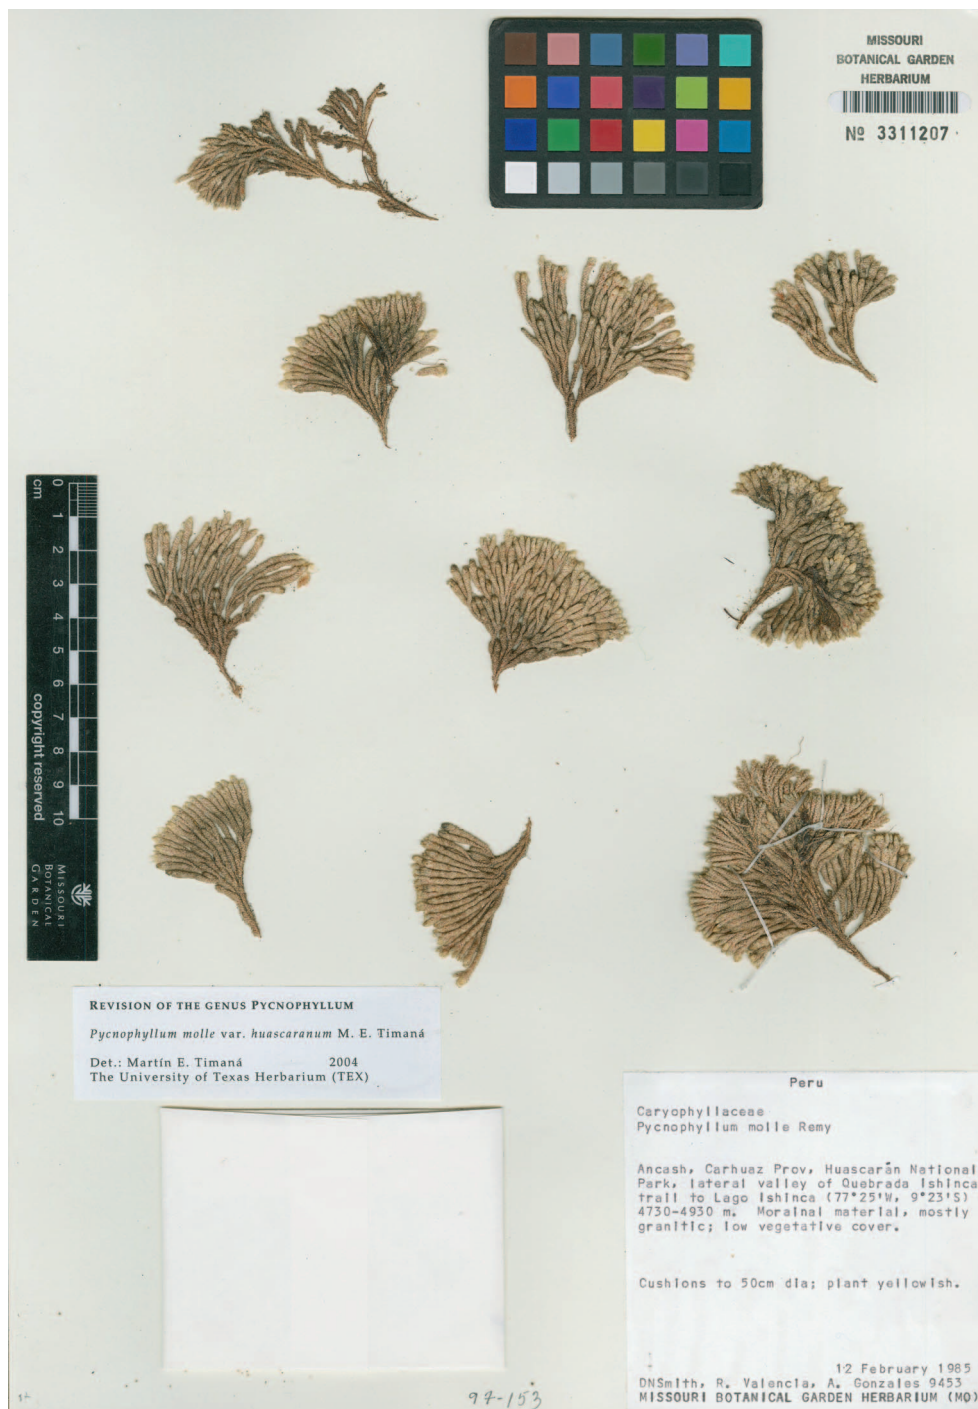 MISSOURI
BOTANICAL GARDEN
HERBARIUM
№ 3311207
cm
0
1
2
3
4
5
6
7
8
9
10
copyright reserved
MISSOURI
BOTANICAL
GARDEN
REVISION OF THE GENUS PYCNOPHYLLUM
Pycnophyllum molle var. huascaranum M. E. Timaná
Det.: Martín E. Timaná 2004
The University of Texas Herbarium (TEX)
Peru
Caryophyllaceae
Pycnophyllum molle Remy
Ancash, Carhuaz Prov, Huascarán National
Park, lateral valley of Quebrada Ishinca
trail to Lago Ishinca (77°25'W, 9°23'S)
4730-4930 m. Morainal material, mostly
granitic; low vegetative cover.
Cushions to 50cm dia; plant yellowish.
12 February 1985
DNSmith, R. Valencia, A. Gonzales 9453
MISSOURI BOTANICAL GARDEN HERBARIUM (MO)
97-153